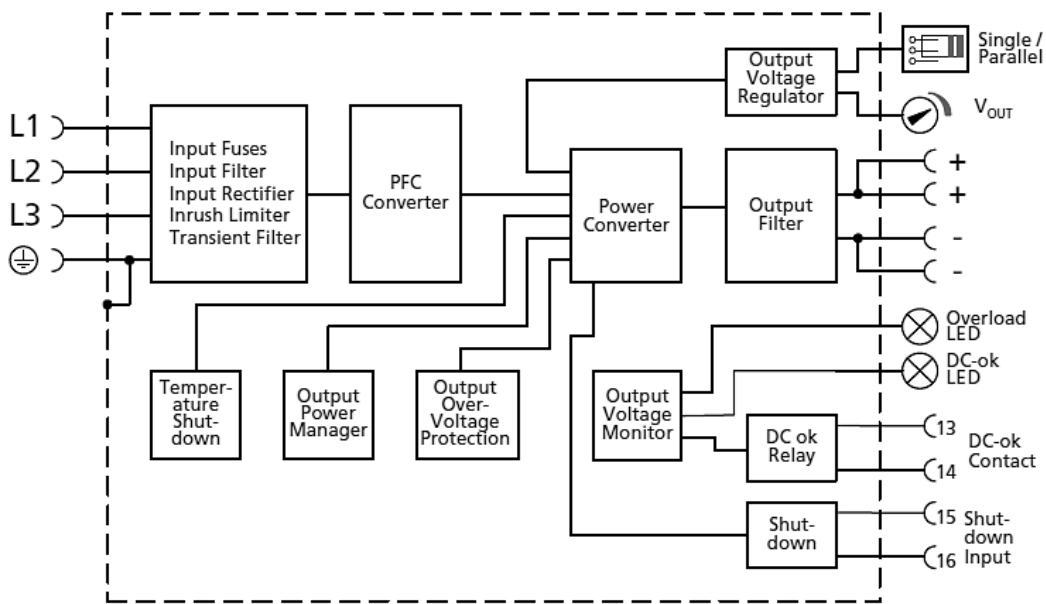 L1
L2
L3
Input Fuses
Input Filter
Input Rectifier
Inrush Limiter
Transient Filter
PFC
Converter
Power
Converter
Output
Voltage
Regulator
Single /
Parallel
VOUT
Output
Filter
+
+
-
-
Temper-
ature
Shut-
down
Output
Power
Manager
Output
Over-
Voltage
Protection
Output
Voltage
Monitor
Overload
LED
DC-ok
LED
DC ok
Relay
13
14
DC-ok
Contact
Shut-
down
15
16
Shut-
down
Input